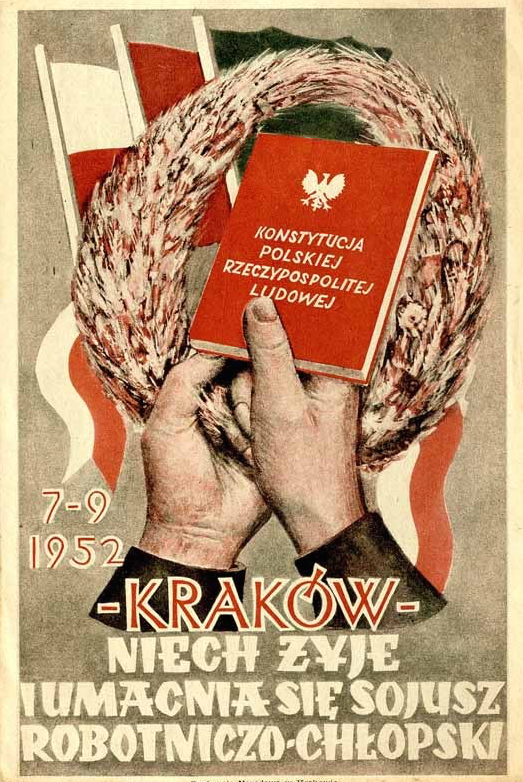 KONSTYTUCJA
POLSKIEJ
RZECZYPOSPOLITEJ
LUDOWEJ
7-9
1952
-KRAKÓW-
NIECH ŻYJE
I UMACNIA SIĘ SOJUSZ
ROBOTNICZO-CHŁOPSKI